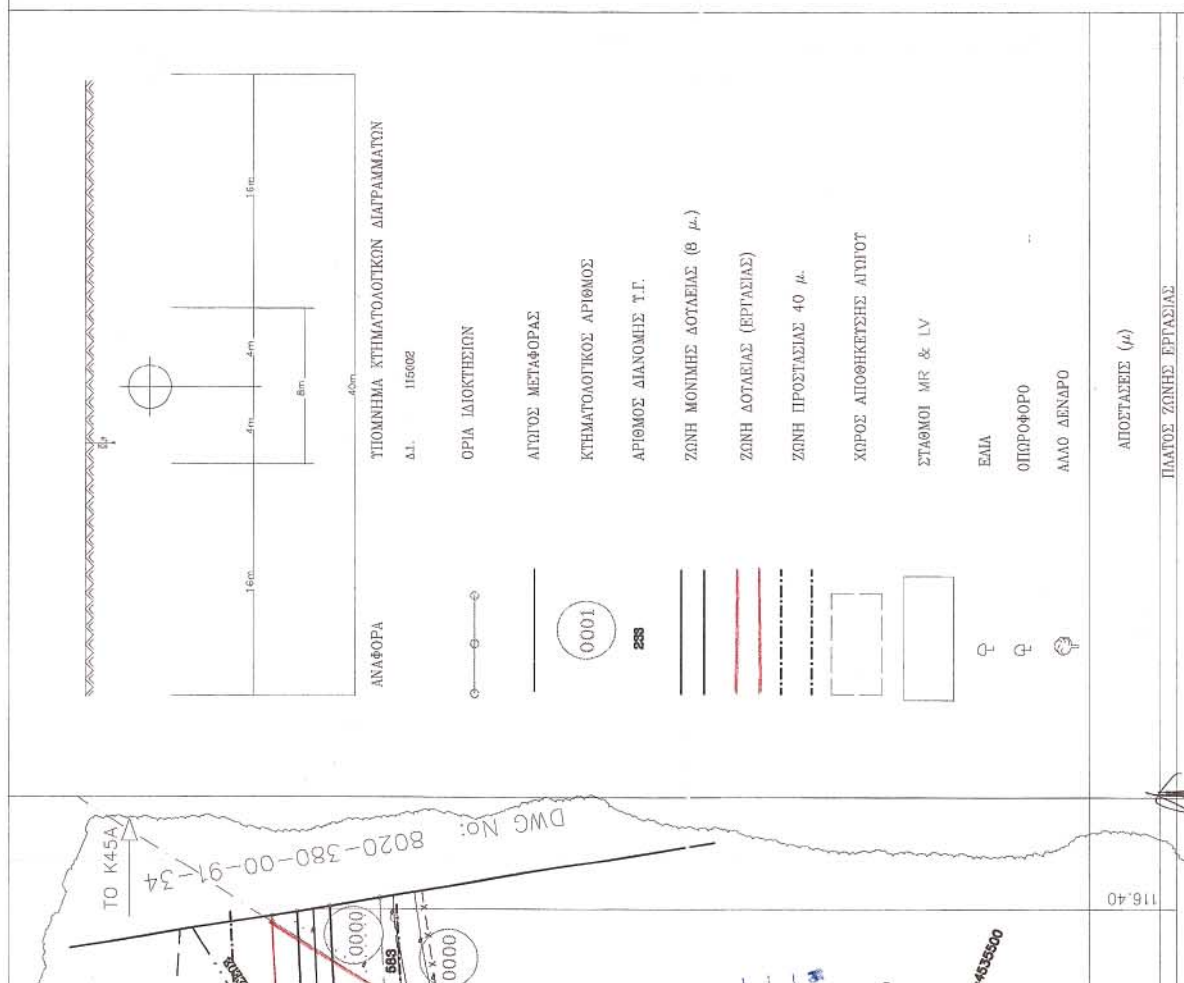 16m
4m
4m
16m
8m
40m
ΑΝΑΦΟΡΑ
ΥΠΟΜΝΗΜΑ ΚΤΗΜΑΤΟΛΟΓΙΚΩΝ ΔΙΑΓΡΑΜΜΑΤΩΝ
Δ.1. 115002
ΟΡΙΑ ΙΔΙΟΚΤΗΣΙΩΝ
ΑΓΩΓΟΣ ΜΕΤΑΦΟΡΑΣ
0001
ΚΤΗΜΑΤΟΛΟΓΙΚΟΣ ΑΡΙΘΜΟΣ
233
ΑΡΙΘΜΟΣ ΔΙΑΝΟΜΗΣ Υ.Γ.
ΖΩΝΗ ΜΟΝΙΜΗΣ ΔΟΥΛΕΙΑΣ (8 μ.)
ΖΩΝΗ ΔΟΥΛΕΙΑΣ (ΕΡΓΑΣΙΑΣ)
ΖΩΝΗ ΠΡΟΣΤΑΣΙΑΣ 40 μ.
ΧΩΡΟΣ ΑΠΟΘΗΚΕΥΣΗΣ ΑΓΩΓΟΥ
ΣΤΑΘΜΟΙ MR & LV
ΕΛΙΑ
ΟΠΩΡΟΦΟΡΟ
ΑΛΛΟ ΔΕΝΔΡΟ
ΑΠΟΣΤΑΣΕΙΣ (μ)
ΠΛΑΤΟΣ ΖΩΝΗΣ ΕΡΓΑΣΙΑΣ
TO K45A
DWG No: 8020-380-00-91-34
0000
583
0000
116.40
4535500